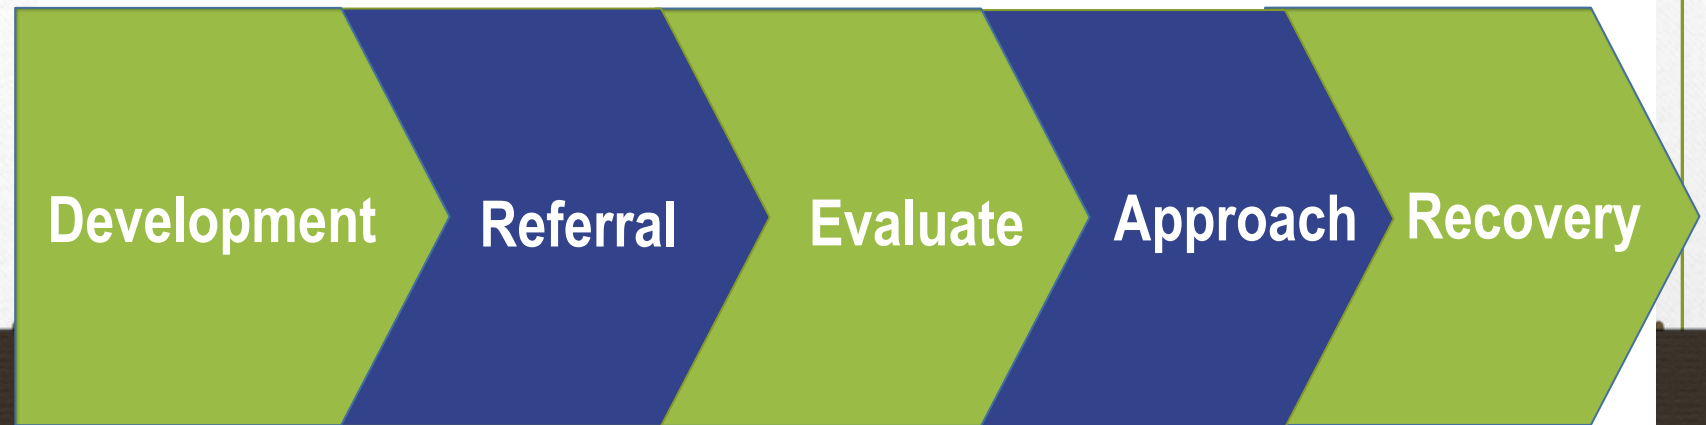 Development
Referral
Evaluate
Approach
Recovery